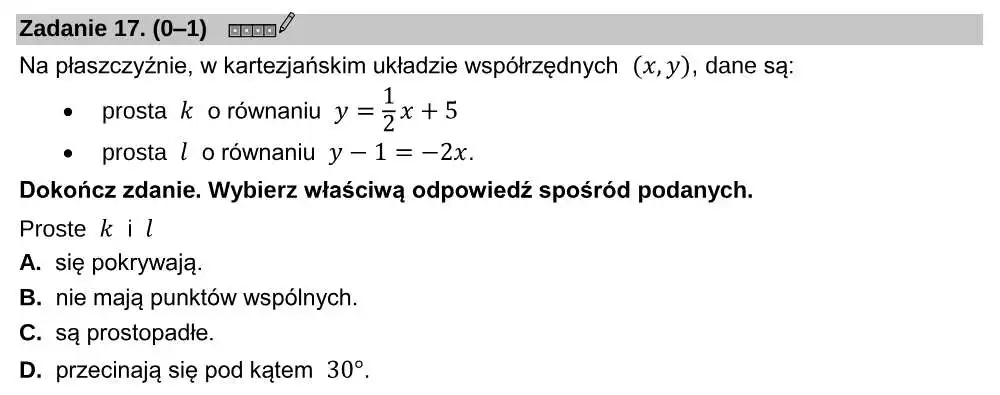 Zadanie 17. (0–1)
Na płaszczyźnie, w kartezjańskim układzie współrzędnych (x, y), dane są:
• prosta k o równaniu y = 1/2 x + 5
• prosta l o równaniu y − 1 = −2x.
Dokończ zdanie. Wybierz właściwą odpowiedź spośród podanych.
Proste k i l
A. się pokrywają.
B. nie mają punktów wspólnych.
C. są prostopadłe.
D. przecinają się pod kątem 30°.